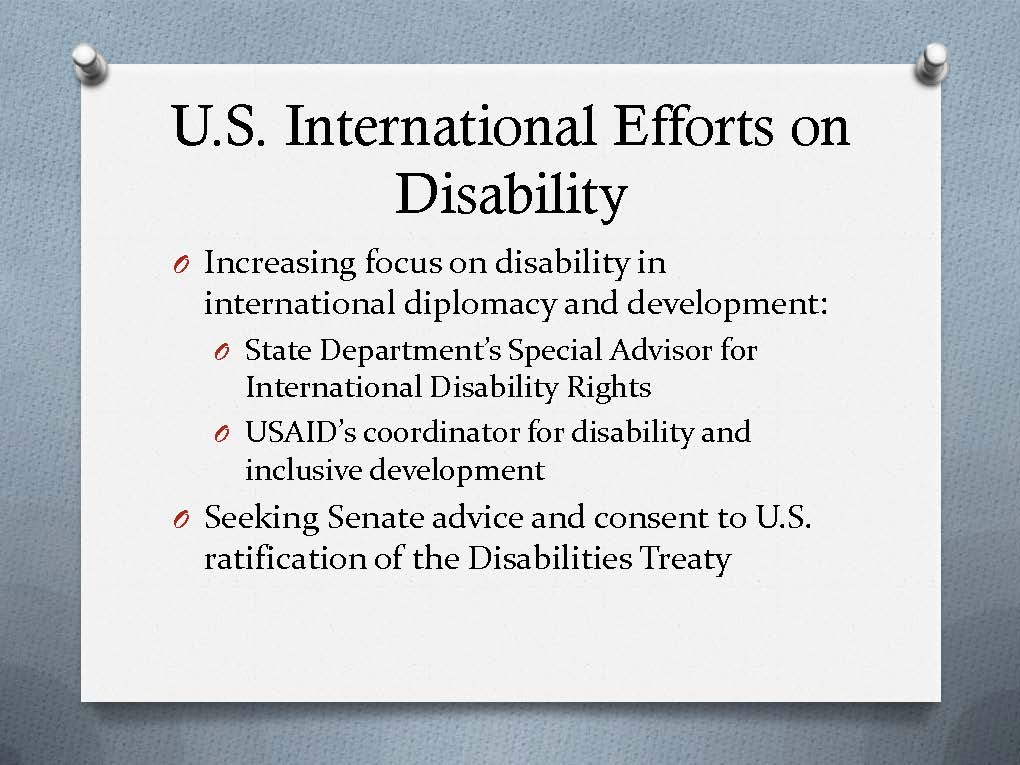 U.S. International Efforts on
Disability
Increasing focus on disability in
international diplomacy and development:
State Department’s Special Advisor for
International Disability Rights
USAID’s coordinator for disability and
inclusive development
Seeking Senate advice and consent to U.S.
ratification of the Disabilities Treaty